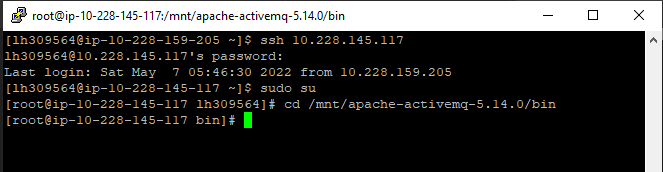 root@ip-10-228-145-117:/mnt/apache-activemq-5.14.0/bin
[lh309564@ip-10-228-159-205 ~]$ ssh 10.228.145.117
lh309564@10.228.145.117's password:
Last login: Sat May  7 05:46:30 2022 from 10.228.159.205
[lh309564@ip-10-228-145-117 ~]$ sudo su
[root@ip-10-228-145-117 lh309564]# cd /mnt/apache-activemq-5.14.0/bin
[root@ip-10-228-145-117 bin]#